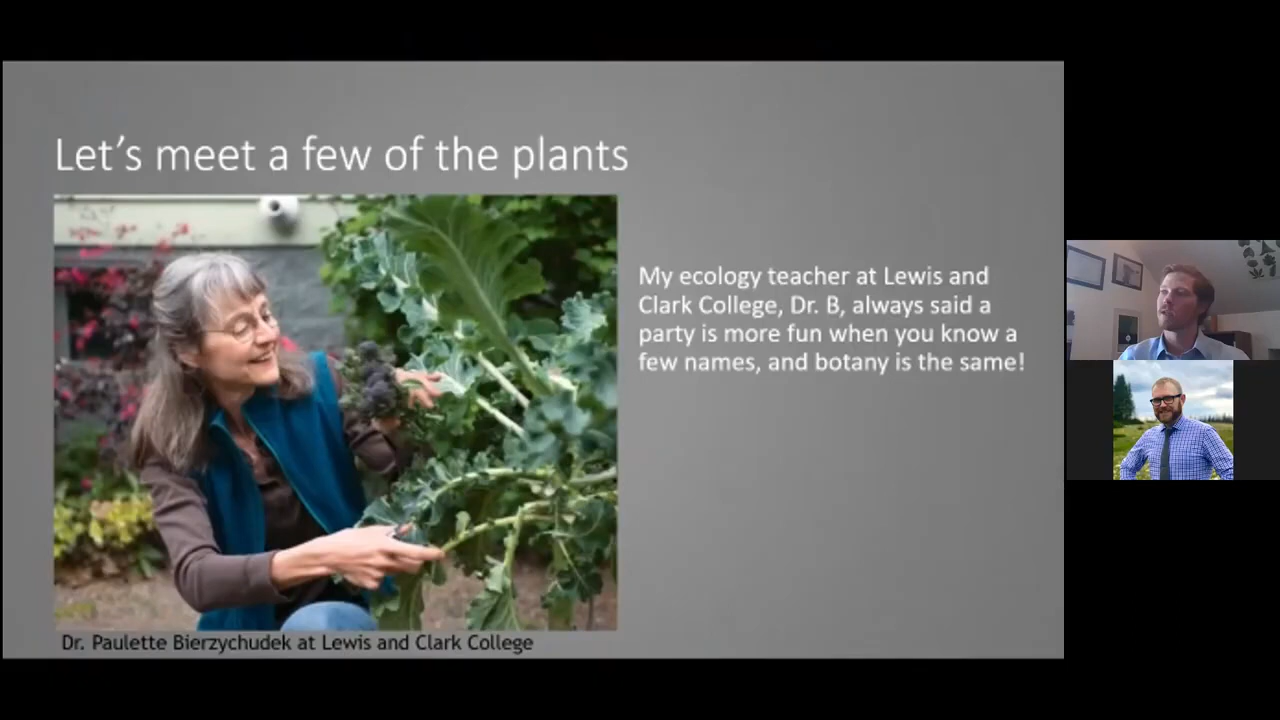 Let's meet a few of the plants
My ecology teacher at Lewis and
Clark College, Dr. B, always said a
party is more fun when you know a
few names, and botany is the same!
Dr. Paulette Bierzychudek at Lewis and Clark College